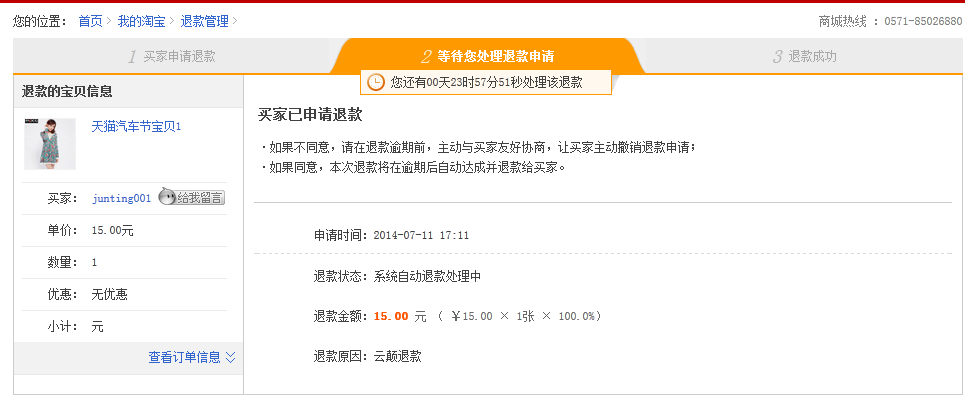 您的位置： 首页 > 我的淘宝 > 退款管理 >
商城热线 ：0571-85026880
1 买家申请退款
2 等待您处理退款申请
3 退款成功
您还有00天23时57分51秒处理该退款
退款的宝贝信息
天猫汽车节宝贝1
买家： junting001 给我留言
单价： 15.00元
数量： 1
优惠： 无优惠
小计： 元
查看订单信息
买家已申请退款
·如果不同意，请在退款逾期前，主动与买家友好协商，让买家主动撤销退款申请；
·如果同意，本次退款将在逾期后自动达成并退款给买家。
申请时间：2014-07-11 17:11
退款状态：系统自动退款处理中
退款金额：15.00 元 （ ￥15.00 × 1张 × 100.0%）
退款原因：云颠退款